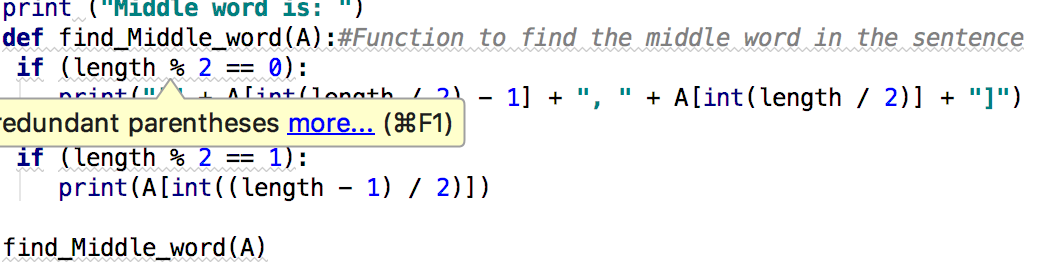 print ("Middle word is: ")
def find_Middle_word(A):#Function to find the middle word in the sentence
if (length % 2 == 0):
print( + A[int(length / 2) - 1] + ", " + A[int(length / 2)] + "]")
redundant parentheses more... (⌘F1)
if (length % 2 == 1):
print(A[int((length - 1) / 2)])
find_Middle_word(A)